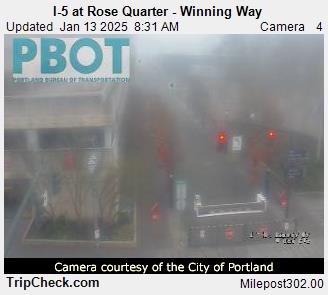 I-5 at Rose Quarter - Winning Way
Updated Jan 13 2025 8:31 AM Camera 4
PBOT
PORTLAND BUREAU OF TRANSPORTATION
Camera courtesy of the City of Portland
TripCheck.com Milepost302.00